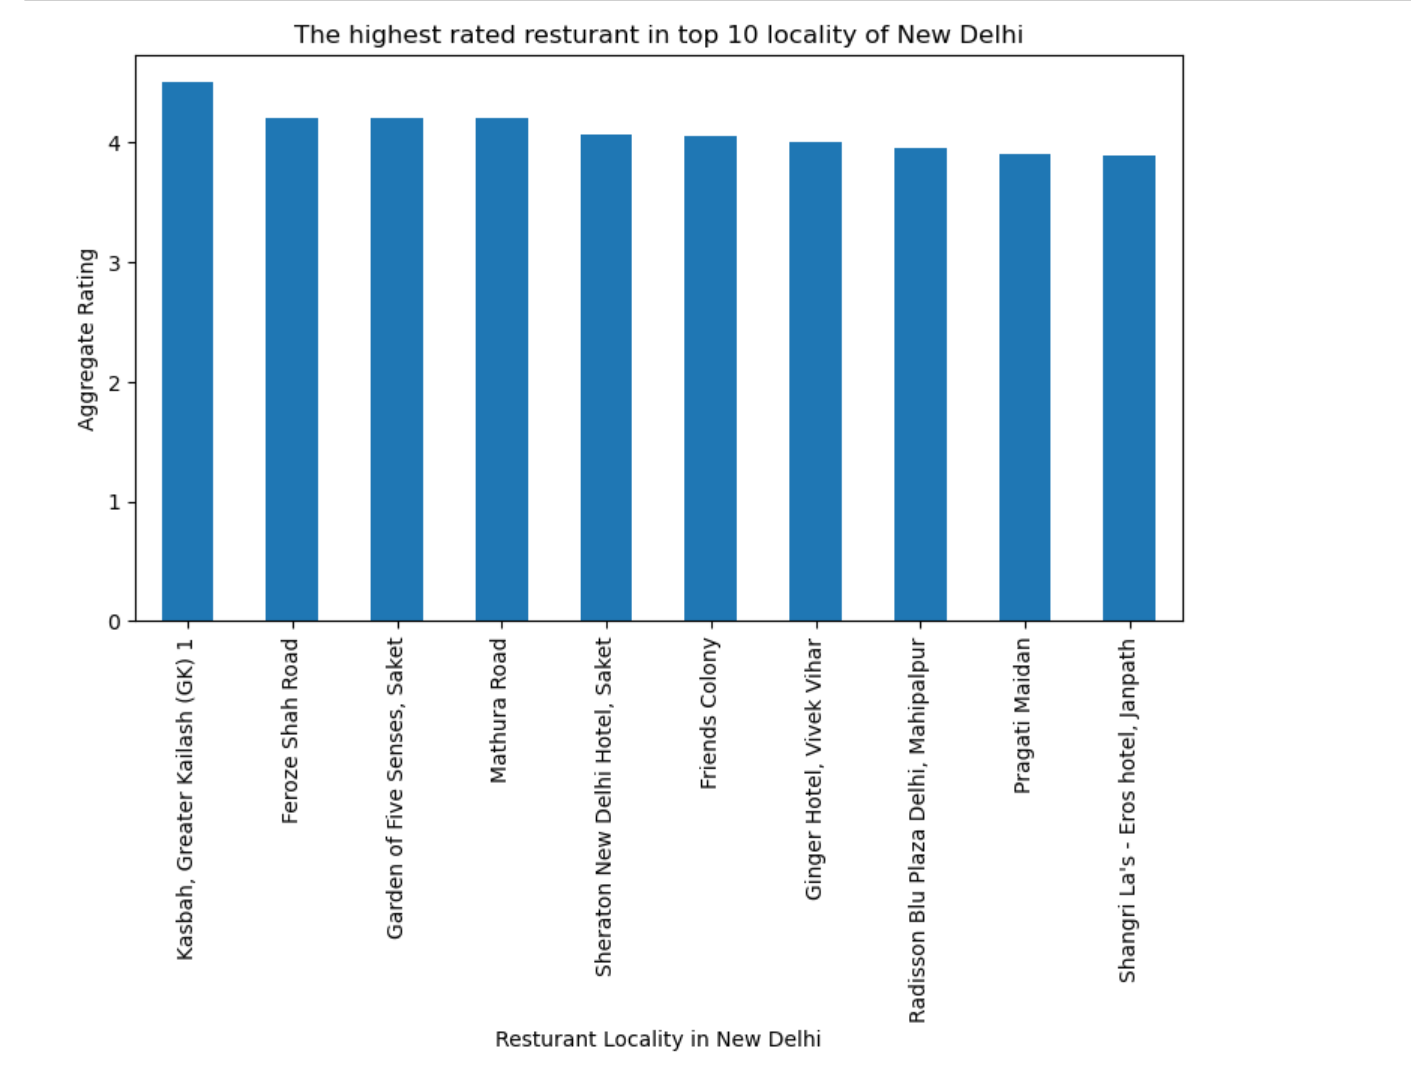 The highest rated resturant in top 10 locality of New Delhi
Aggregate Rating
4
3
2
1
0
Kasbah, Greater Kailash (GK) 1
Feroze Shah Road
Garden of Five Senses, Saket
Mathura Road
Sheraton New Delhi Hotel, Saket
Friends Colony
Ginger Hotel, Vivek Vihar
Radisson Blu Plaza Delhi, Mahipalpur
Pragati Maidan
Shangri La's - Eros hotel, Janpath
Resturant Locality in New Delhi